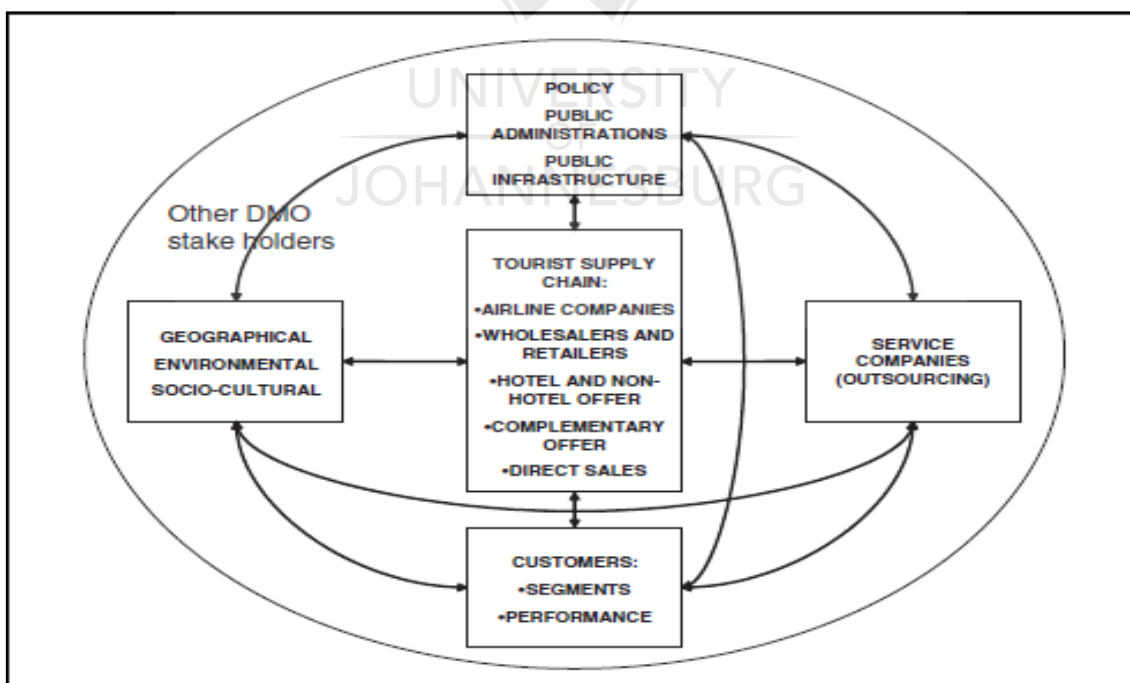 UNIVERSITY
OF
JOHANNESBURG
POLICY
PUBLIC
ADMINISTRATIONS
PUBLIC
INFRASTRUCTURE
Other DMO
stake holders
TOURIST SUPPLY
CHAIN:
•AIRLINE COMPANIES
•WHOLESALERS AND
RETAILERS
•HOTEL AND NON-
HOTEL OFFER
•COMPLEMENTARY
OFFER
•DIRECT SALES
GEOGRAPHICAL
ENVIRONMENTAL
SOCIO-CULTURAL
SERVICE
COMPANIES
(OUTSOURCING)
CUSTOMERS:
•SEGMENTS
•PERFORMANCE